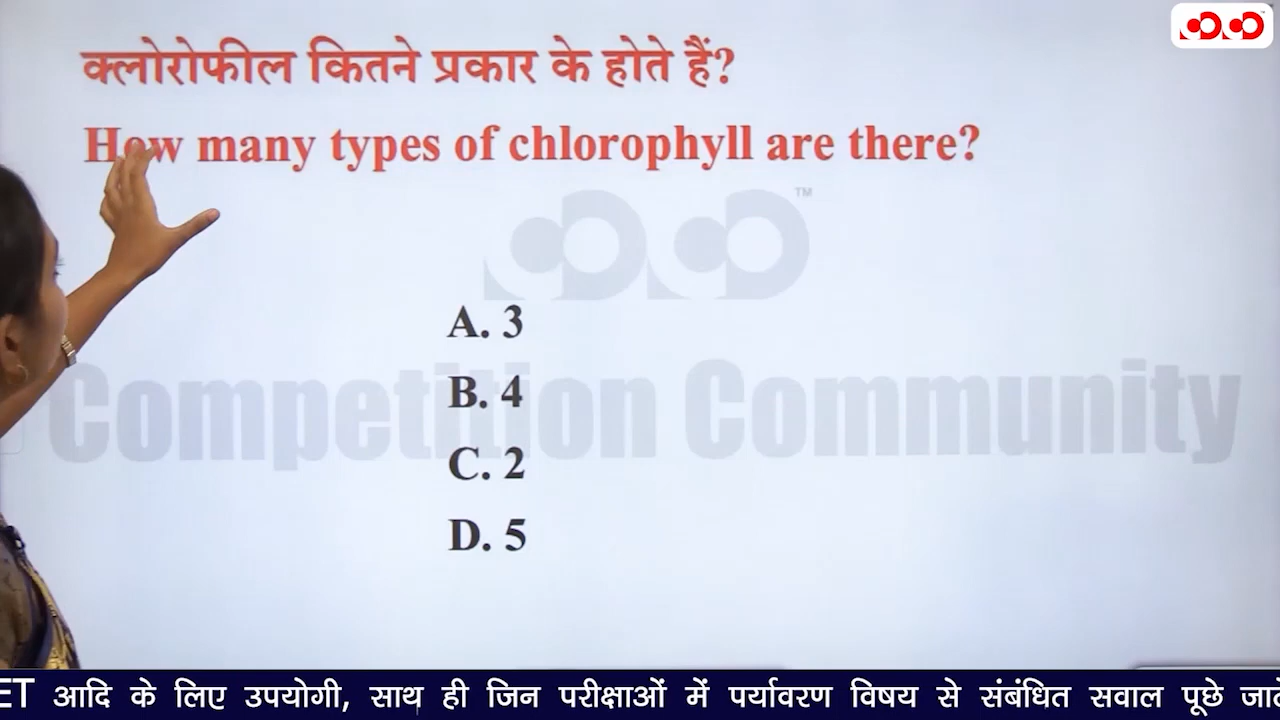 क्लोरोफील कितने प्रकार के होते हैं?
How many types of chlorophyll are there?
TM
A. 3
B. 4
Competition Community
C. 2
D. 5
ET आदि के लिए उपयोगी, साथ ही जिन परीक्षाओं में पर्यावरण विषय से संबंधित सवाल पूछे जाते